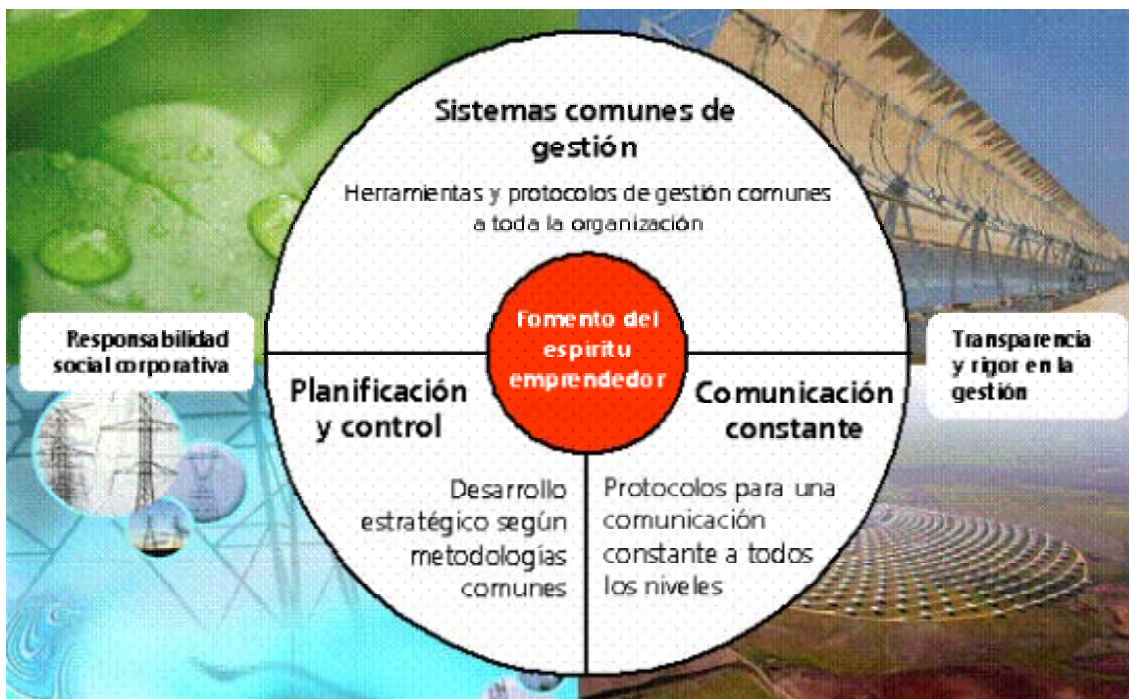 Sistemas comunes de
gestión
Herramientas y protocolos de gestión comunes
a toda la organización
Fomento del
espíritu
emprendedor
Responsabilidad
social corporativa
Transparencia
y rigor en la
gestión
Planificación
y control
Desarrollo
estratégico según
metodologías
comunes
Comunicación
constante
Protocolos para una
comunicación
constante a todos
los niveles